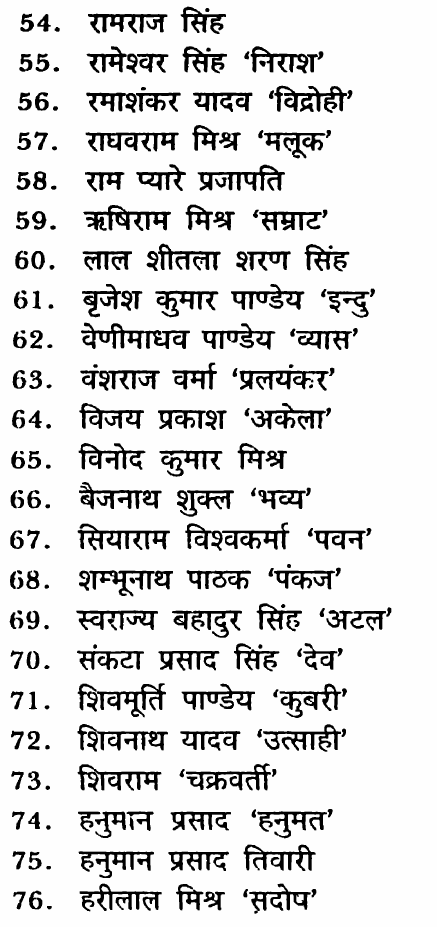 54. रामराज सिंह
55. रामेश्वर सिंह ‘निराश’
56. रमाशंकर यादव ‘विद्रोही’
57. राघवराम मिश्र ‘मलूक’
58. राम प्यारे प्रजापति
59. ऋषिराम मिश्र ‘सम्राट’
60. लाल शीतला शरण सिंह
61. बृजेश कुमार पाण्डेय ‘इन्दु’
62. वेणीमाधव पाण्डेय ‘व्यास’
63. वंशराज वर्मा ‘प्रलयंकर’
64. विजय प्रकाश ‘अकेला’
65. विनोद कुमार मिश्र
66. बैजनाथ शुक्ल ‘भव्य’
67. सियाराम विश्वकर्मा ‘पवन’
68. शम्भूनाथ पाठक ‘पंकज’
69. स्वराज्य बहादुर सिंह ‘अटल’
70. संकटा प्रसाद सिंह ‘देव’
71. शिवमूर्ति पाण्डेय ‘कुबरी’
72. शिवनाथ यादव ‘उत्साही’
73. शिवराम ‘चक्रवर्ती’
74. हनुमान प्रसाद ‘हनुमत’
75. हनुमान प्रसाद तिवारी
76. हरीलाल मिश्र ‘स़दोष’